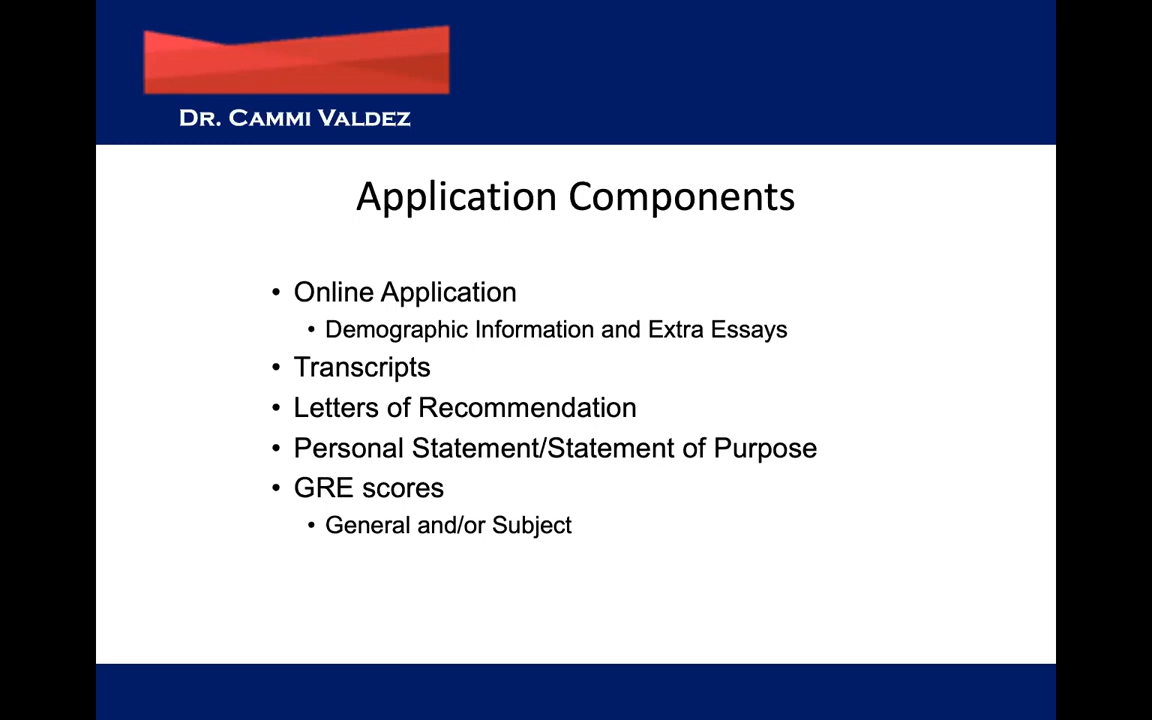 Dr. Cammi Valdez
Application Components
• Online Application
• Demographic Information and Extra Essays
• Transcripts
• Letters of Recommendation
• Personal Statement/Statement of Purpose
• GRE scores
• General and/or Subject